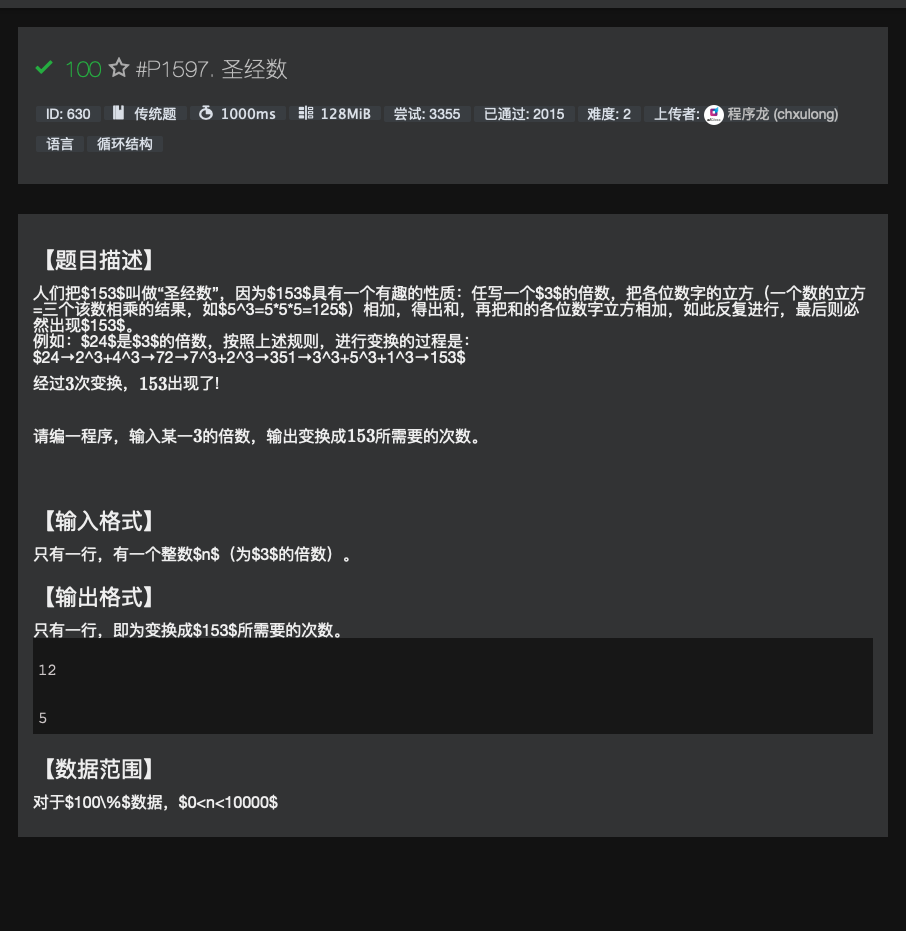 100 #P1597. 圣经数
ID: 630 传统题 1000ms 128MiB 尝试: 3355 已通过: 2015 难度: 2 上传者: 程序龙 (chxulong)
语言 循环结构
【题目描述】
人们把$153$叫做“圣经数”，因为$153$具有一个有趣的性质：任写一个$3$的倍数，把各位数字的立方（一个数的立方
=三个该数相乘的结果，如$5^3=5*5*5=125$）相加，得出和，再把和的各位数字立方相加，如此反复进行，最后则必
然出现$153$。
例如：$24$是$3$的倍数，按照上述规则，进行变换的过程是：
$24→2^3+4^3→72→7^3+2^3→351→3^3+5^3+1^3→153$
经过3次变换，153出现了!
请编一程序，输入某一3的倍数，输出变换成153所需要的次数。
【输入格式】
只有一行，有一个整数$n$（为$3$的倍数）。
【输出格式】
只有一行，即为变换成$153$所需要的次数。
12
5
【数据范围】
对于$100\%$数据，$0<n<10000$